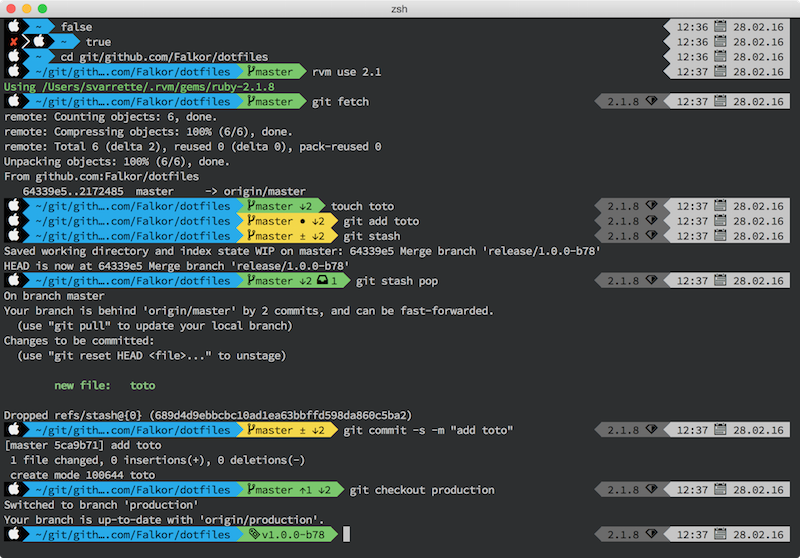 zsh
~ false 12:36 28.02.16
✘ ~ true 12:36 28.02.16
~ cd git/github.com/Falkor/dotfiles 12:36 28.02.16
~/git/gith….com/Falkor/dotfiles master rvm use 2.1 12:37 28.02.16
Using /Users/svarrette/.rvm/gems/ruby-2.1.8
~/git/gith….com/Falkor/dotfiles master git fetch 2.1.8 12:37 28.02.16
remote: Counting objects: 6, done.
remote: Compressing objects: 100% (6/6), done.
remote: Total 6 (delta 2), reused 0 (delta 0), pack-reused 0
Unpacking objects: 100% (6/6), done.
From github.com:Falkor/dotfiles
   64339e5..2172485  master     -> origin/master
~/git/gith….com/Falkor/dotfiles master ↓2 touch toto 2.1.8 12:37 28.02.16
~/git/gith….com/Falkor/dotfiles master • ↓2 git add toto 2.1.8 12:37 28.02.16
~/git/gith….com/Falkor/dotfiles master ± ↓2 git stash 2.1.8 12:37 28.02.16
Saved working directory and index state WIP on master: 64339e5 Merge branch 'release/1.0.0-b78'
HEAD is now at 64339e5 Merge branch 'release/1.0.0-b78'
~/git/gith….com/Falkor/dotfiles master ↓2 1 git stash pop 2.1.8 12:37 28.02.16
On branch master
Your branch is behind 'origin/master' by 2 commits, and can be fast-forwarded.
  (use "git pull" to update your local branch)
Changes to be committed:
  (use "git reset HEAD <file>..." to unstage)
new file:   toto
Dropped refs/stash@{0} (689d4d9ebbcbc10ad1ea63bbffd598da860c5ba2)
~/git/gith….com/Falkor/dotfiles master ± ↓2 git commit -s -m "add toto" 2.1.8 12:37 28.02.16
[master 5ca9b71] add toto
 1 file changed, 0 insertions(+), 0 deletions(-)
 create mode 100644 toto
~/git/gith….com/Falkor/dotfiles master ↑1 ↓2 git checkout production 2.1.8 12:37 28.02.16
Switched to branch 'production'
Your branch is up-to-date with 'origin/production'.
~/git/gith….com/Falkor/dotfiles v1.0.0-b78 2.1.8 12:37 28.02.16